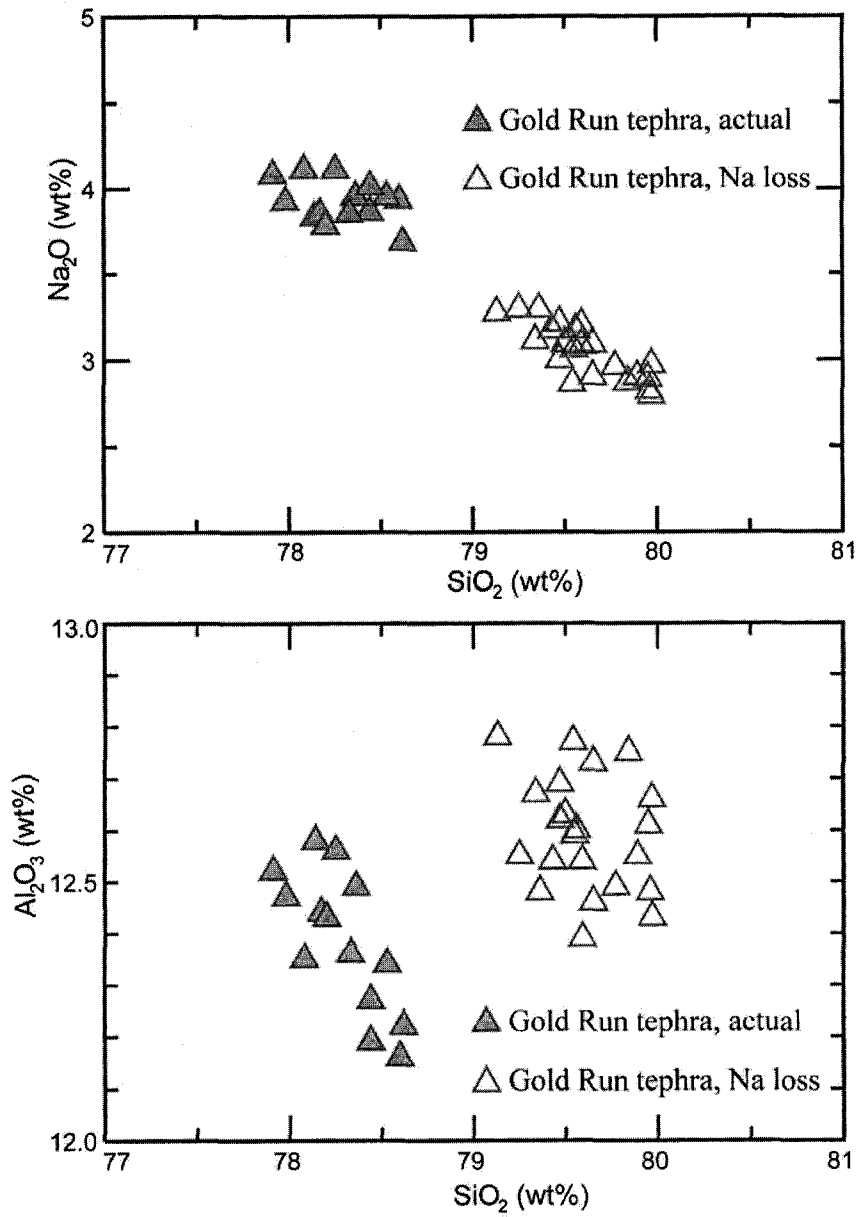 5
4
3
2
Na₂O (wt%)
Gold Run tephra, actual
Gold Run tephra, Na loss
77 78 79 80 81
SiO₂ (wt%)
13.0
12.5
12.0
Al₂O₃ (wt%)
Gold Run tephra, actual
Gold Run tephra, Na loss
77 78 79 80 81
SiO₂ (wt%)